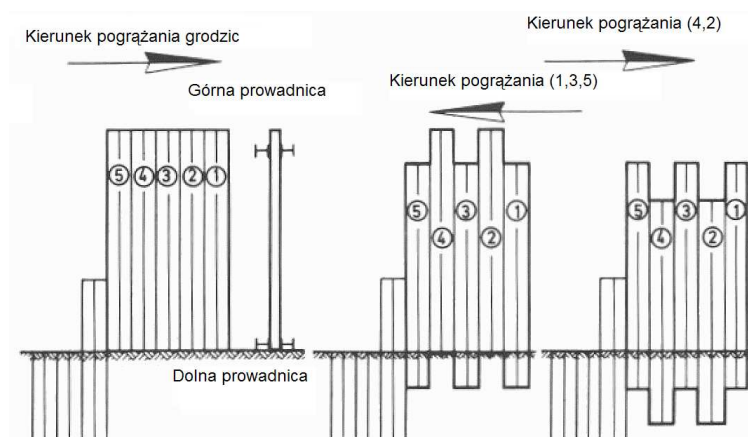 Kierunek pogrążania (4,2)
Kierunek pogrążania grodzic
Kierunek pogrążania (1,3,5)
Górna prowadnica
5 4 3 2 1
5 3 1
4 2
5 3 1
4 2
Dolna prowadnica